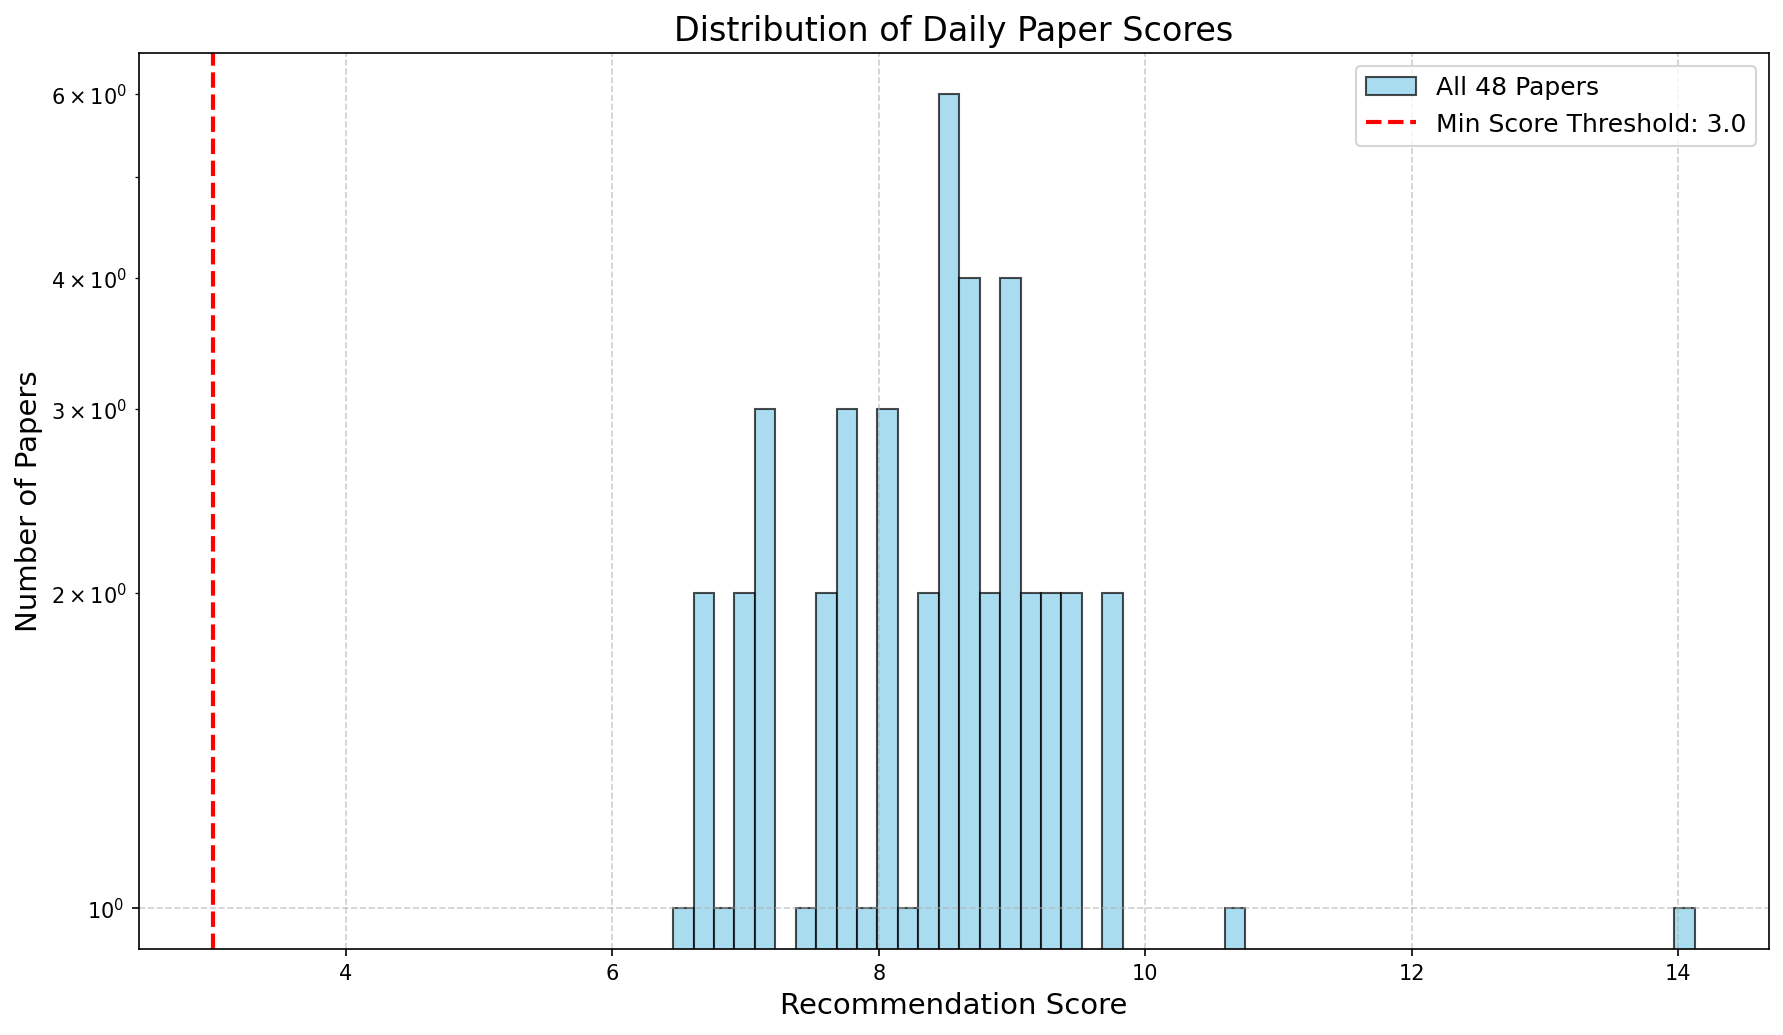 Distribution of Daily Paper Scores
All 48 Papers
Min Score Threshold: 3.0
Number of Papers
6 × 10⁰
4 × 10⁰
3 × 10⁰
2 × 10⁰
10⁰
4 6 8 10 12 14
Recommendation Score